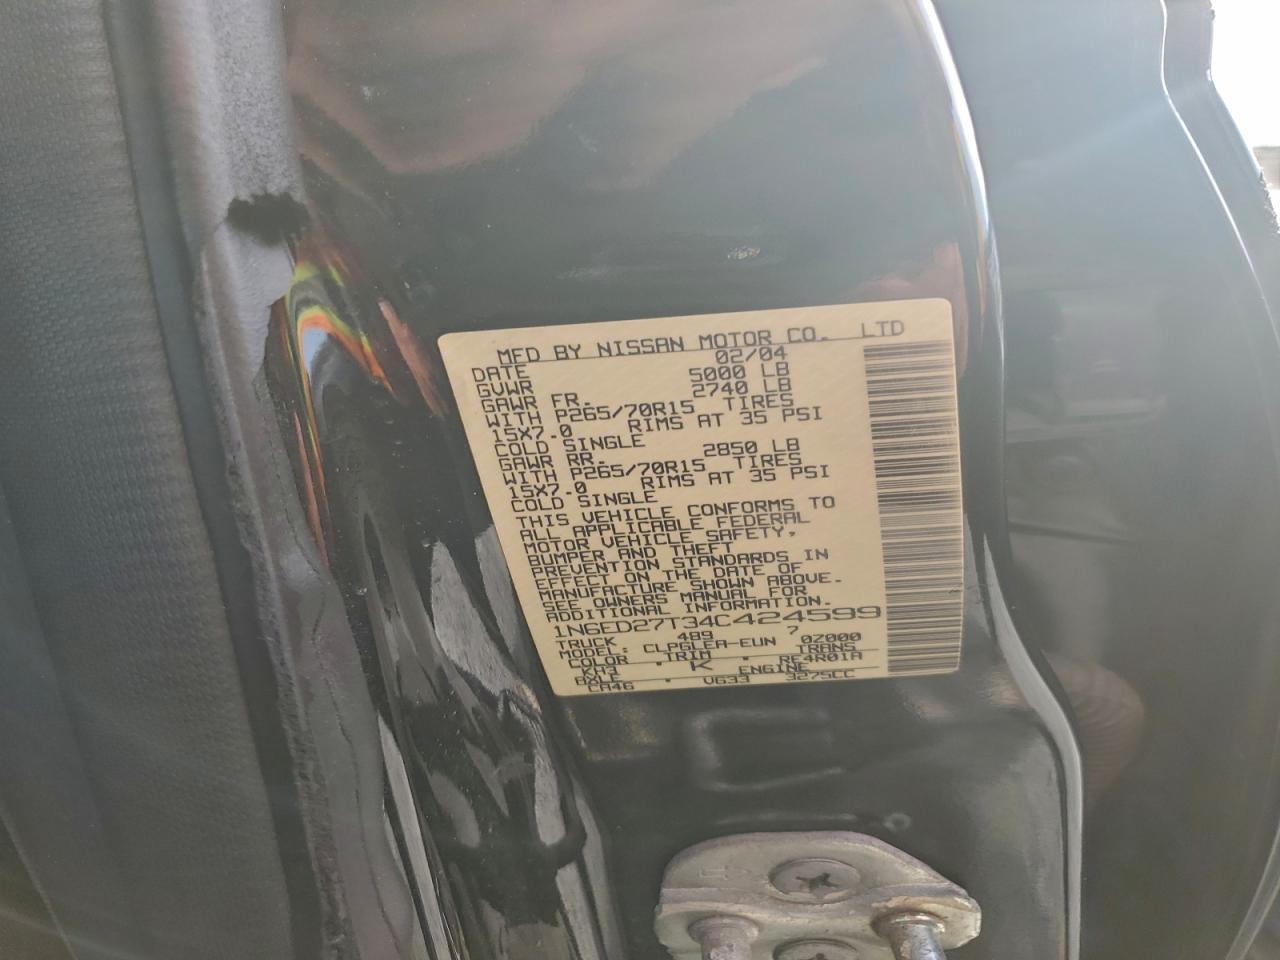 MFD BY NISSAN MOTOR CO. LTD
DATE 02/04
GVWR 5000 LB
GAWR FR. 2740 LB
WITH P265/70R15 TIRES
15X7.0 RIMS AT 35 PSI
COLD SINGLE
GAWR RR. 2850 LB
WITH P265/70R15 TIRES
15X7.0 RIMS AT 35 PSI
COLD SINGLE
THIS VEHICLE CONFORMS TO
ALL APPLICABLE FEDERAL
MOTOR VEHICLE SAFETY,
BUMPER AND THEFT
PREVENTION STANDARDS IN
EFFECT ON THE DATE OF
MANUFACTURE SHOWN ABOVE.
SEE OWNERS MANUAL FOR
ADDITIONAL INFORMATION.
1N6ED27T34C424599
TRUCK 489 7
MODEL: CLPGLEA-EUN 0Z000
COLOR TRIM TRANS
KH3 K RE4R01A
AXLE ENGINE
CA46 VG33 3275CC